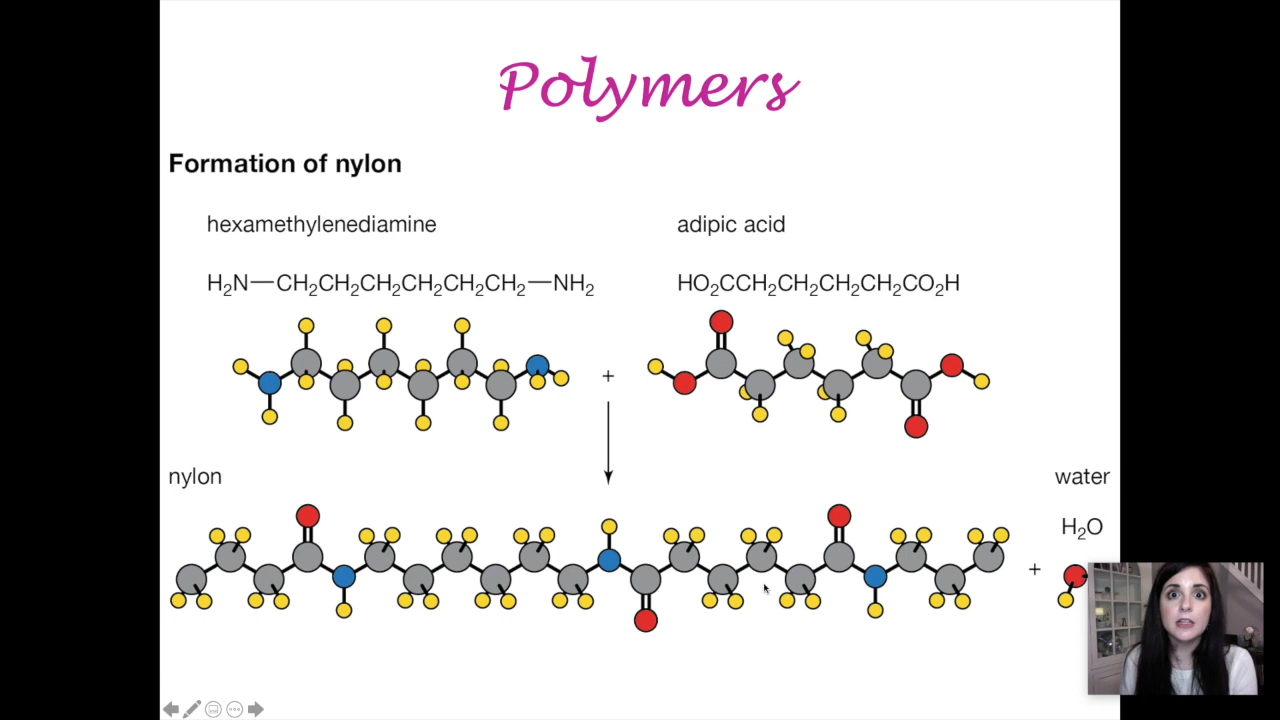 Polymers
Formation of nylon
hexamethylenediamine
adipic acid
H₂N—CH₂CH₂CH₂CH₂CH₂CH₂—NH₂
HO₂CCH₂CH₂CH₂CH₂CO₂H
+
nylon
water
H₂O
+